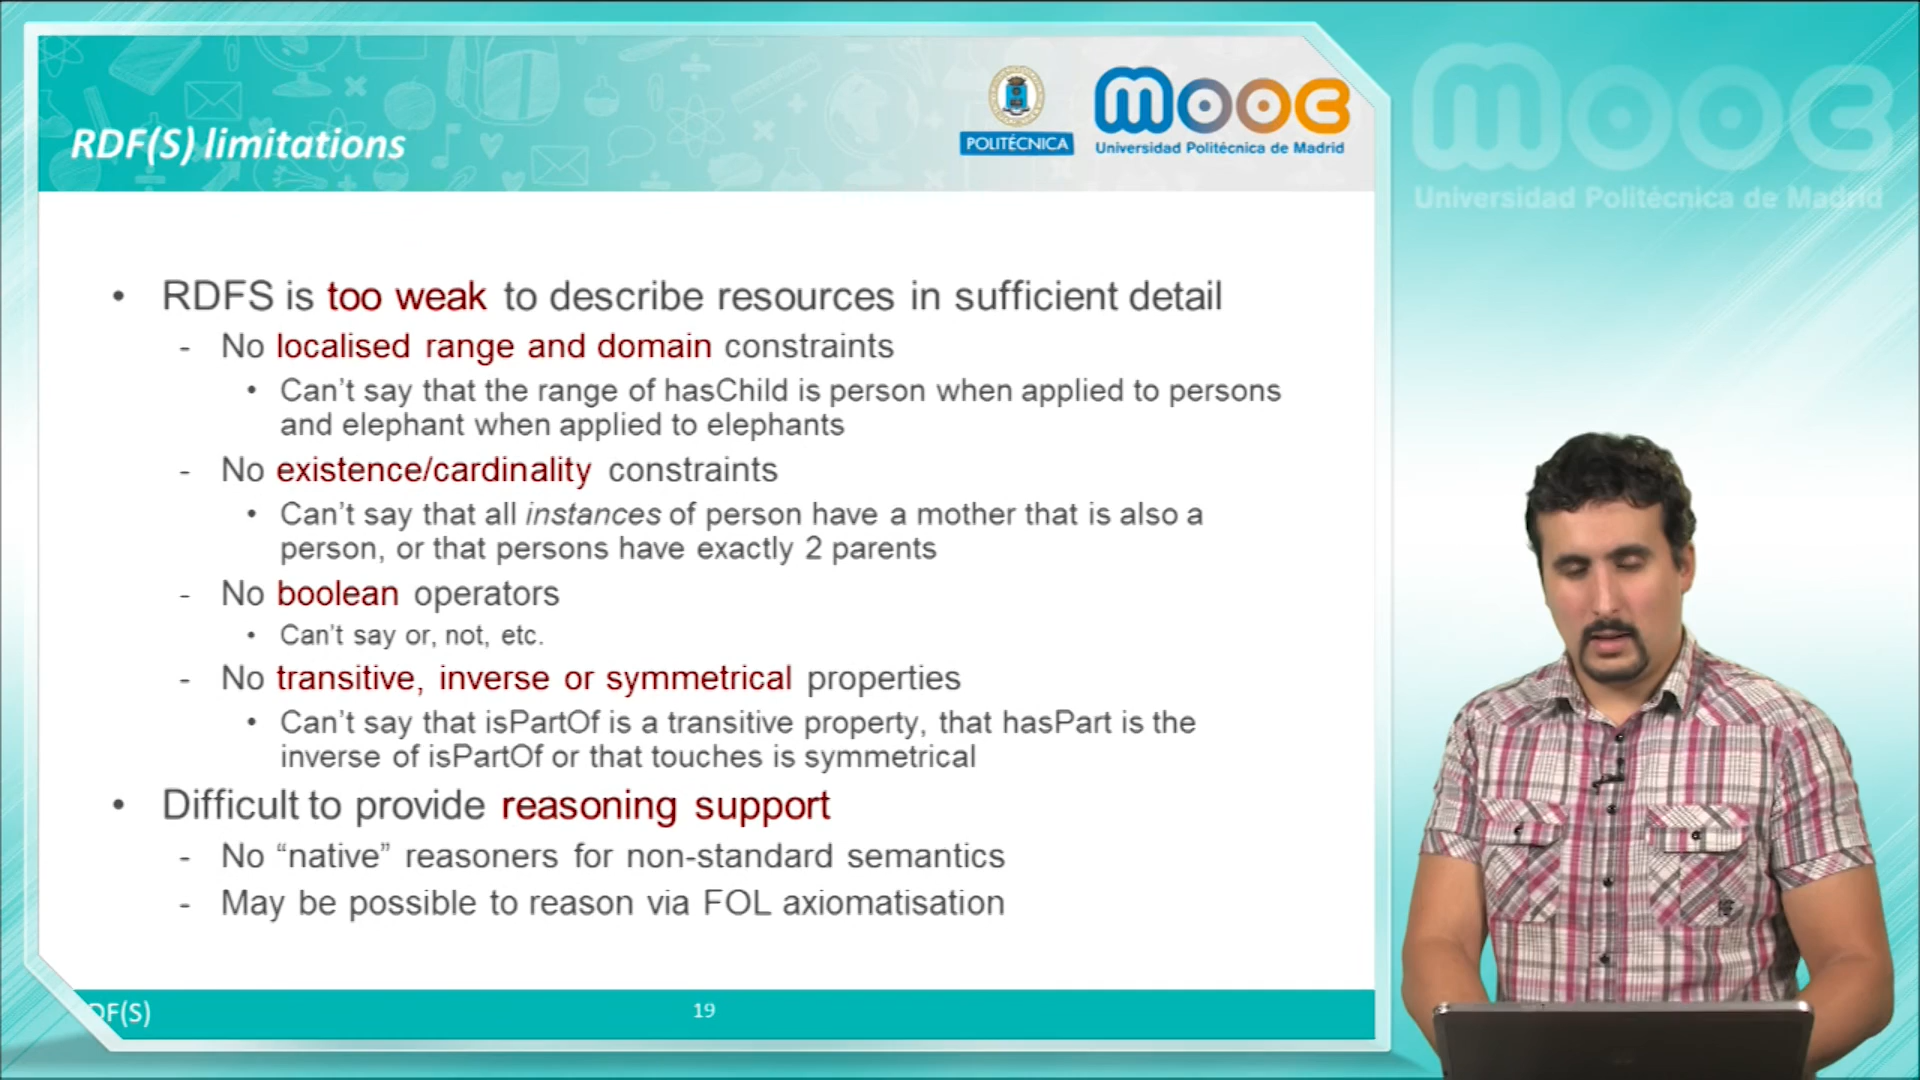 RDF(S) limitations
POLITÉCNICA
mooc
Universidad Politécnica de Madrid
mooc
Universidad Politécnica de Madrid
• RDFS is too weak to describe resources in sufficient detail
- No localised range and domain constraints
• Can't say that the range of hasChild is person when applied to persons
and elephant when applied to elephants
- No existence/cardinality constraints
• Can't say that all instances of person have a mother that is also a
person, or that persons have exactly 2 parents
- No boolean operators
• Can't say or, not, etc.
- No transitive, inverse or symmetrical properties
• Can't say that isPartOf is a transitive property, that hasPart is the
inverse of isPartOf or that touches is symmetrical
• Difficult to provide reasoning support
- No “native” reasoners for non-standard semantics
- May be possible to reason via FOL axiomatisation
DF(S)
19